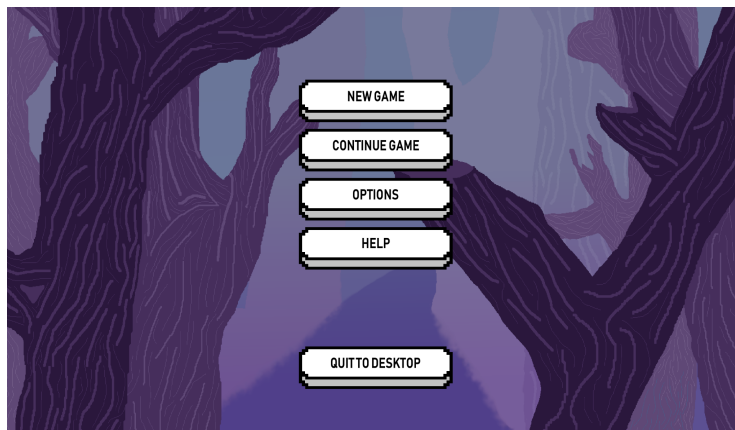 NEW GAME
CONTINUE GAME
OPTIONS
HELP
QUIT TO DESKTOP